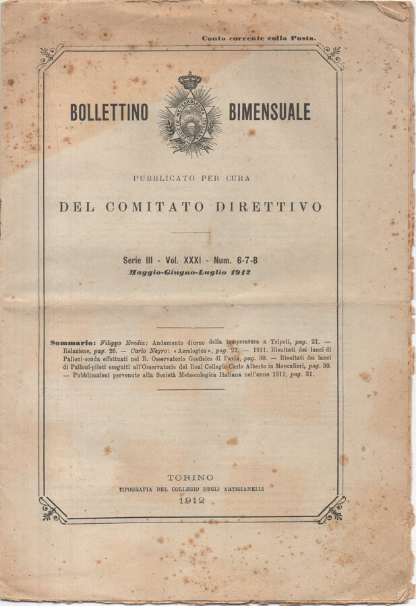 Conto corrente colla Posta.
BOLLETTINO BIMENSUALE
PUBBLICATO PER CURA
DEL COMITATO DIRETTIVO
Serie III - Vol. XXXI - Num. 6-7-8
Maggio-Giugno-Luglio 1912
Sommario: Filippo Eredia: Andamento diurno della temperatura a Tripoli, pag. 21. —
Relazione, pag. 26. — Carlo Negro: «Aerologica», pag. 27. — 1911. Risultati dei lanci di
Palloni-sonda effettuati nel R. Osservatorio Geofisico di Pavia, pag. 30. — Risultati dei lanci
di Palloni-piloti eseguiti all'Osservatorio del Real Collegio Carlo Alberto in Moncalieri, pag. 30.
— Pubblicazioni pervenute alla Società Meteorologica Italiana nell'anno 1911, pag. 31.
TORINO
TIPOGRAFIA DEL COLLEGIO DEGLI ARTIGIANELLI
1912